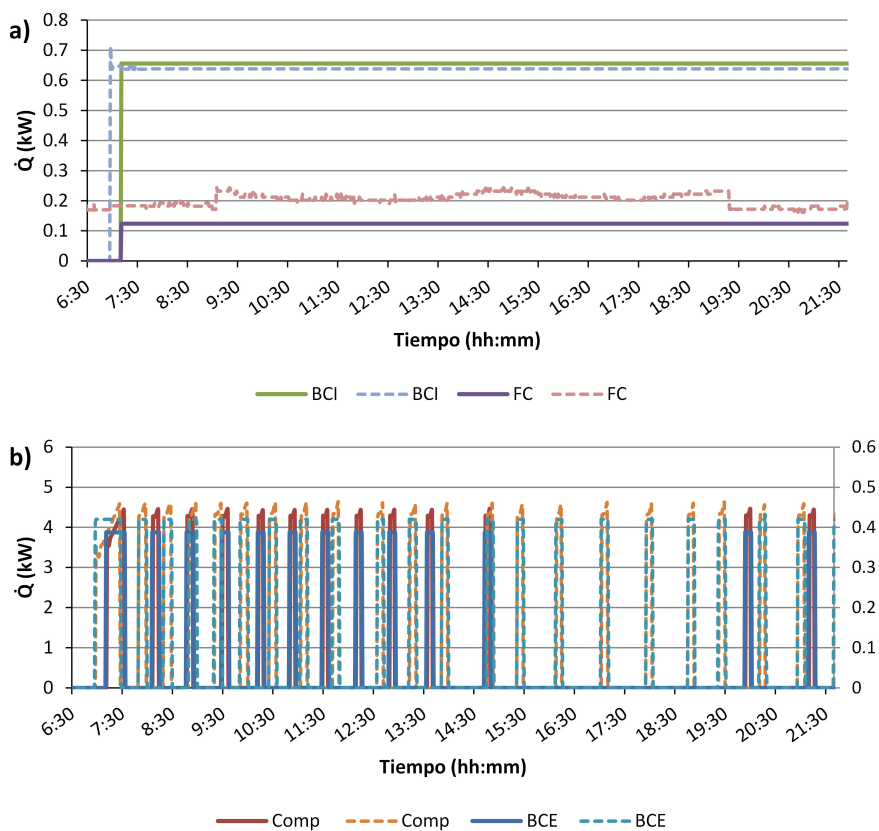 a)
0.8
0.7
0.6
0.5
0.4
0.3
0.2
0.1
0
Q̇ (kW)
6:30 7:30 8:30 9:30 10:30 11:30 12:30 13:30 14:30 15:30 16:30 17:30 18:30 19:30 20:30 21:30
Tiempo (hh:mm)
BCI BCI FC FC
b)
6 0.6
5 0.5
4 0.4
3 0.3
2 0.2
1 0.1
0 0
Q̇ (kW)
6:30 7:30 8:30 9:30 10:30 11:30 12:30 13:30 14:30 15:30 16:30 17:30 18:30 19:30 20:30 21:30
Tiempo (hh:mm)
Comp Comp BCE BCE